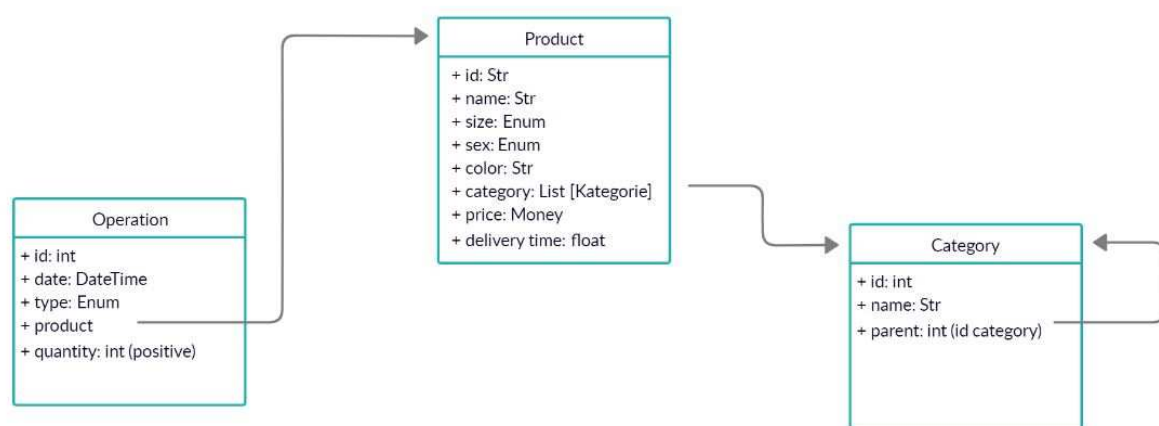 Product
+ id: Str
+ name: Str
+ size: Enum
+ sex: Enum
+ color: Str
+ category: List [Kategorie]
+ price: Money
+ delivery time: float
Operation
+ id: int
+ date: DateTime
+ type: Enum
+ product
+ quantity: int (positive)
Category
+ id: int
+ name: Str
+ parent: int (id category)